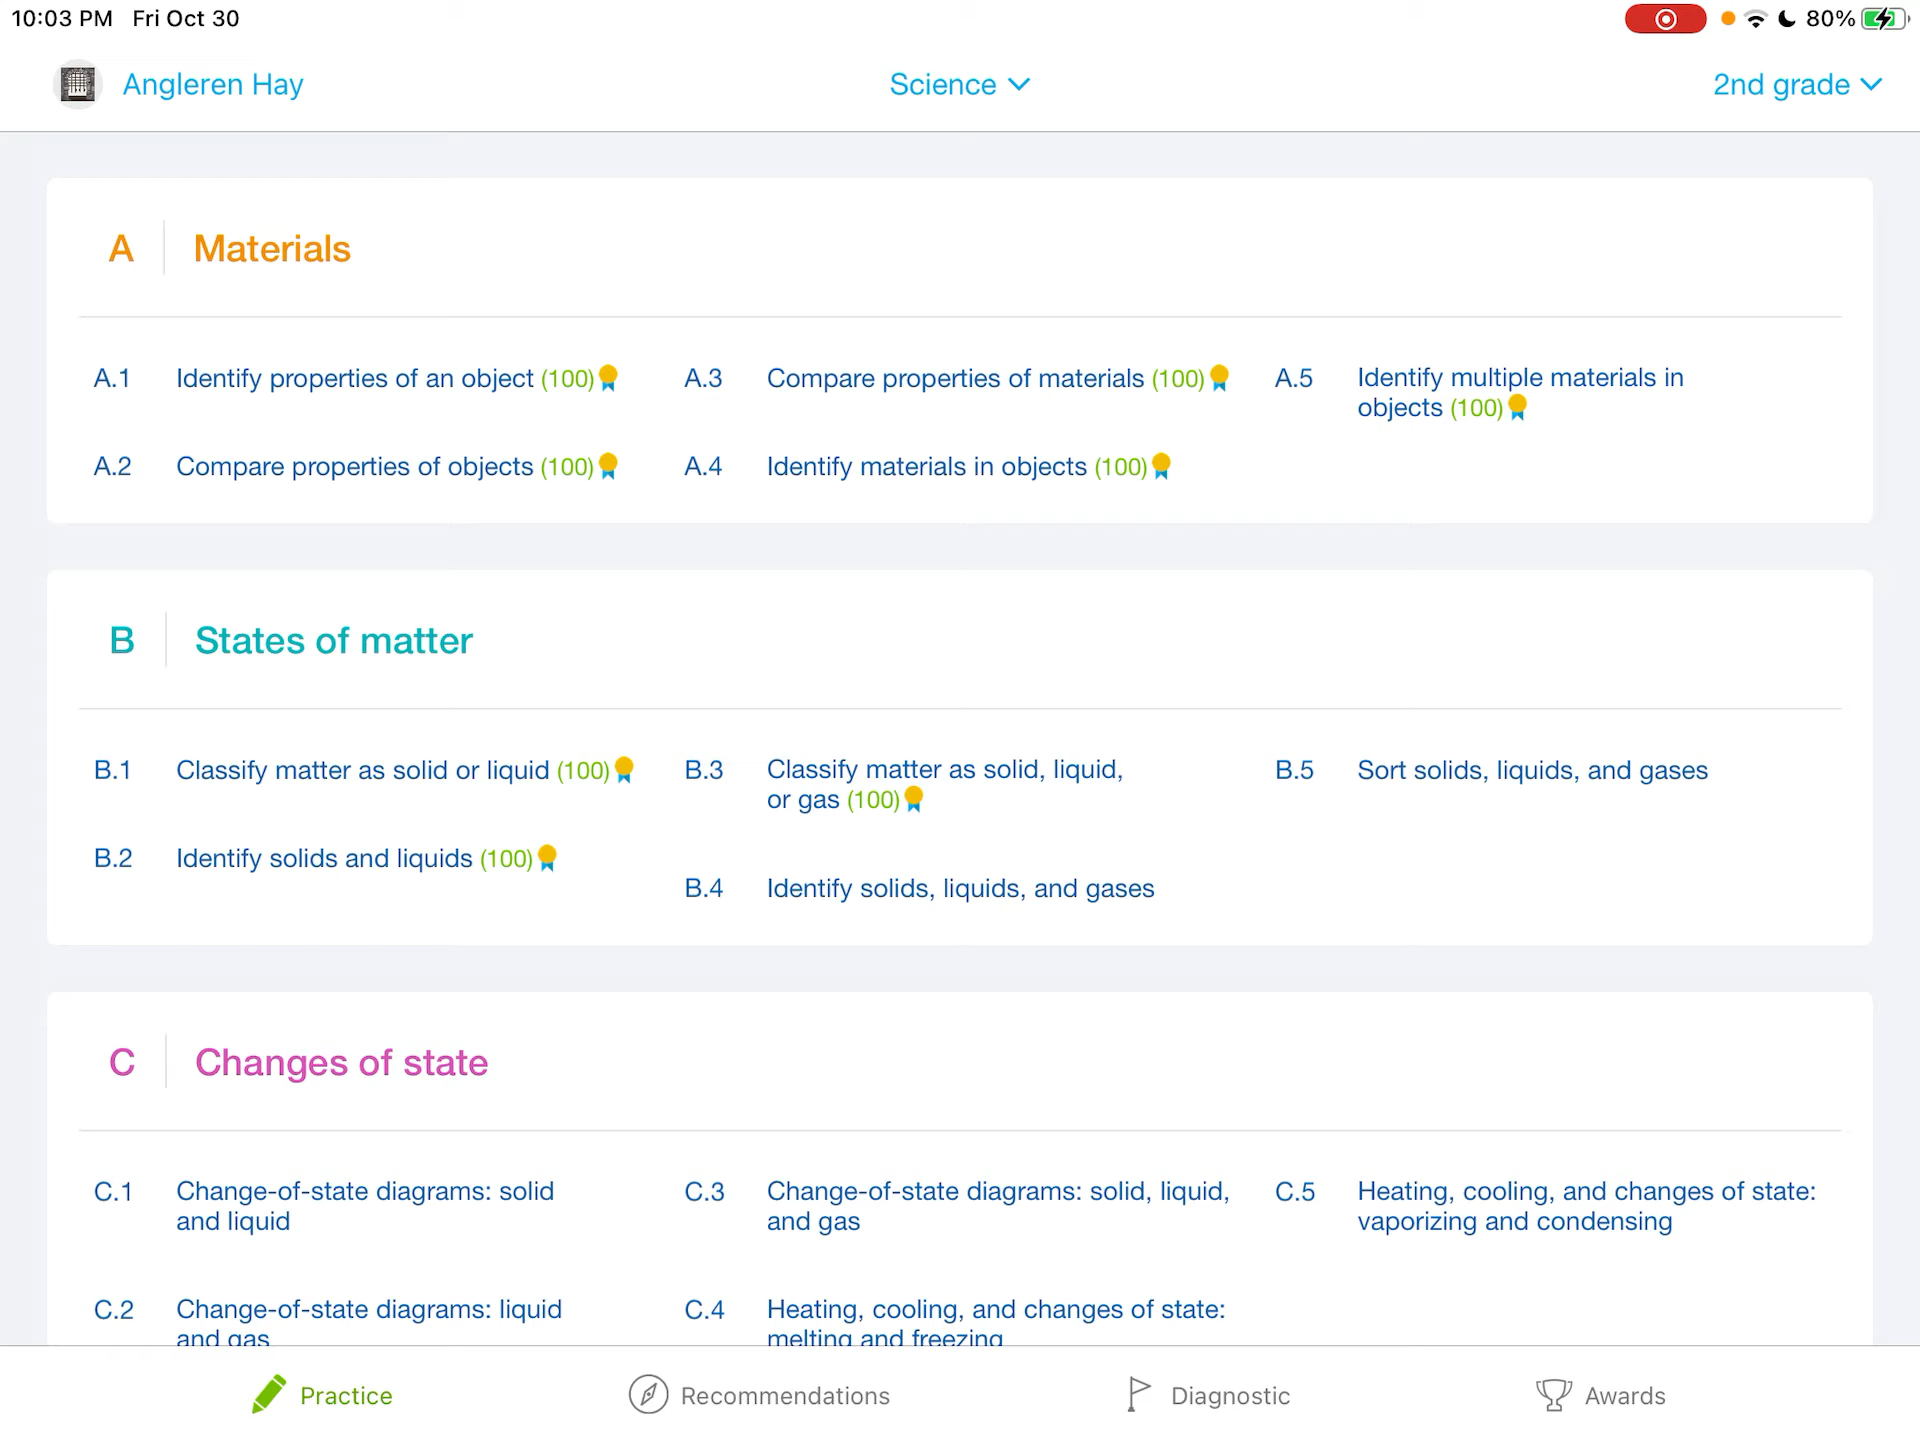 10:03 PM Fri Oct 30
80%
Angleren Hay
Science
2nd grade
A Materials
A.1 Identify properties of an object (100)
A.2 Compare properties of objects (100)
A.3 Compare properties of materials (100)
A.4 Identify materials in objects (100)
A.5 Identify multiple materials in
objects (100)
B States of matter
B.1 Classify matter as solid or liquid (100)
B.2 Identify solids and liquids (100)
B.3 Classify matter as solid, liquid,
or gas (100)
B.4 Identify solids, liquids, and gases
B.5 Sort solids, liquids, and gases
C Changes of state
C.1 Change-of-state diagrams: solid
and liquid
C.2 Change-of-state diagrams: liquid
and gas
C.3 Change-of-state diagrams: solid, liquid,
and gas
C.4 Heating, cooling, and changes of state:
melting and freezing
C.5 Heating, cooling, and changes of state:
vaporizing and condensing
Practice
Recommendations
Diagnostic
Awards